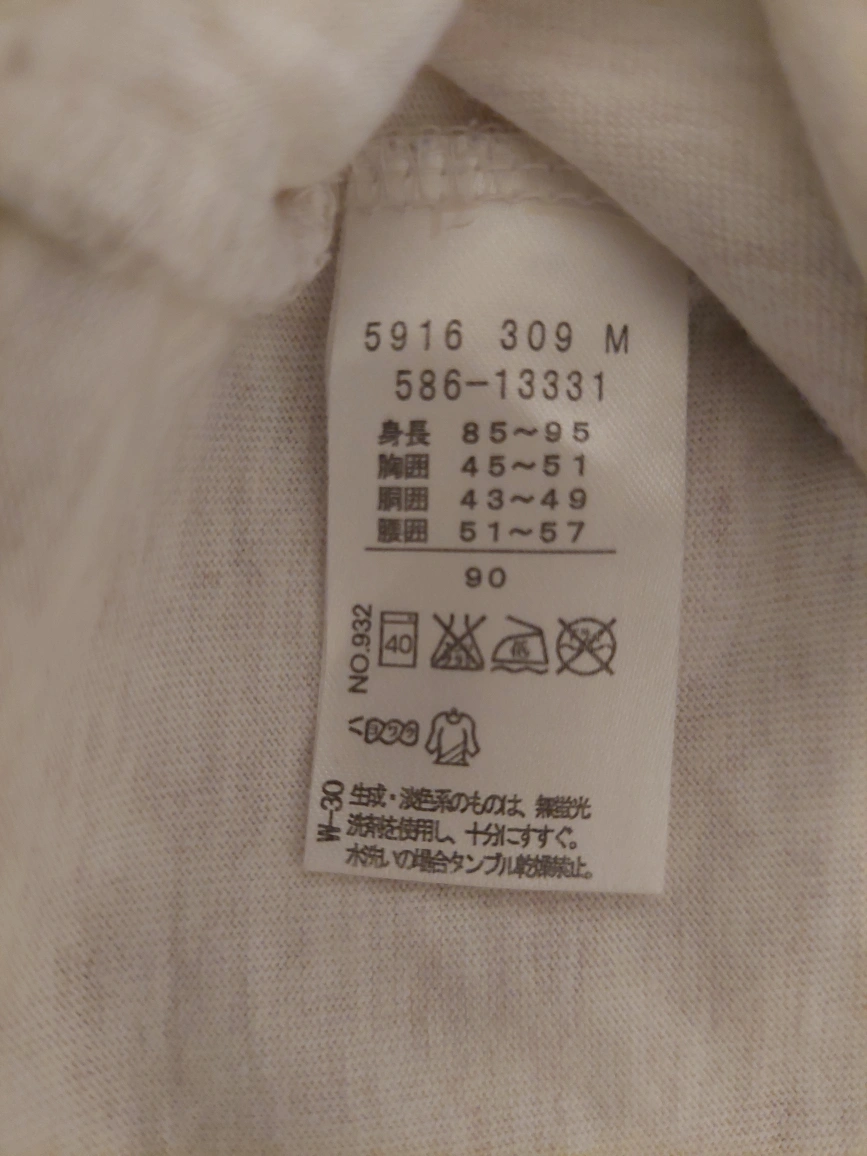 5916 309 M
586-13331
身長 85~95
胸囲 45~51
胴囲 43~49
腰囲 51~57
90
NO.932
40
低
W-30
生成・淡色系のものは、無蛍光
洗剤を使用し、十分にすすぐ。
水洗いの場合タンブル乾燥禁止。